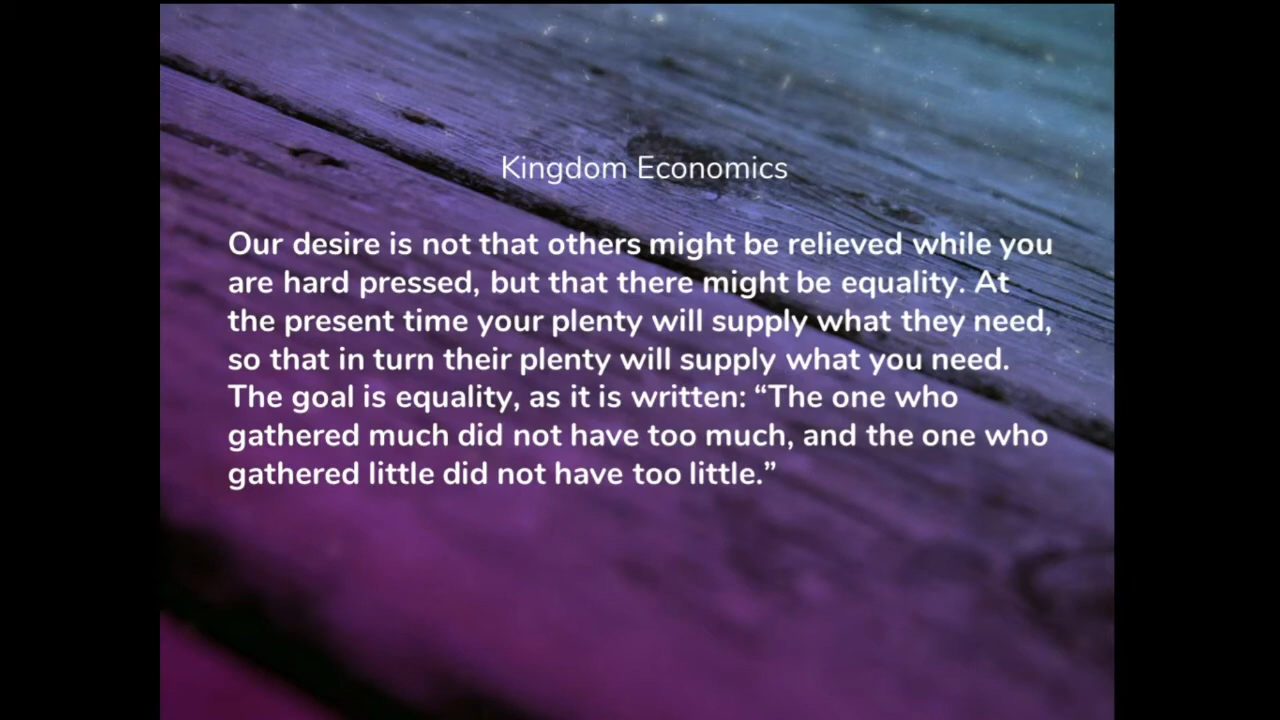 Kingdom Economics
Our desire is not that others might be relieved while you
are hard pressed, but that there might be equality. At
the present time your plenty will supply what they need,
so that in turn their plenty will supply what you need.
The goal is equality, as it is written: “The one who
gathered much did not have too much, and the one who
gathered little did not have too little.”